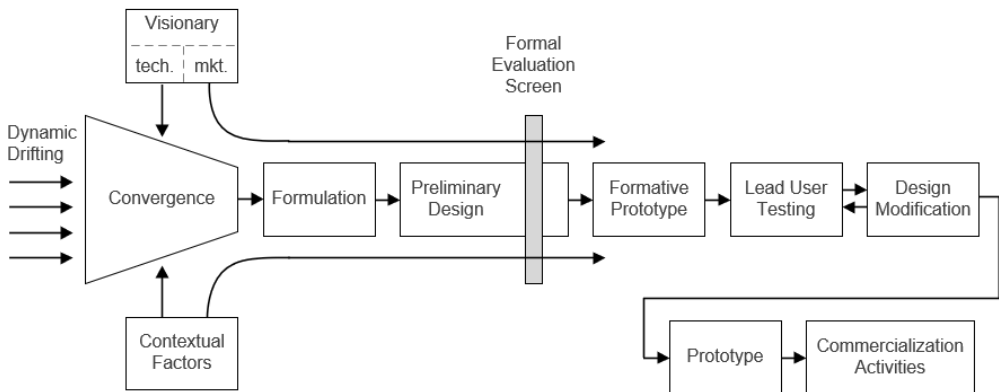 Visionary
tech. mkt.
Formal
Evaluation
Screen
Dynamic
Drifting
Convergence
Formulation
Preliminary
Design
Formative
Prototype
Lead User
Testing
Design
Modification
Contextual
Factors
Prototype
Commercialization
Activities